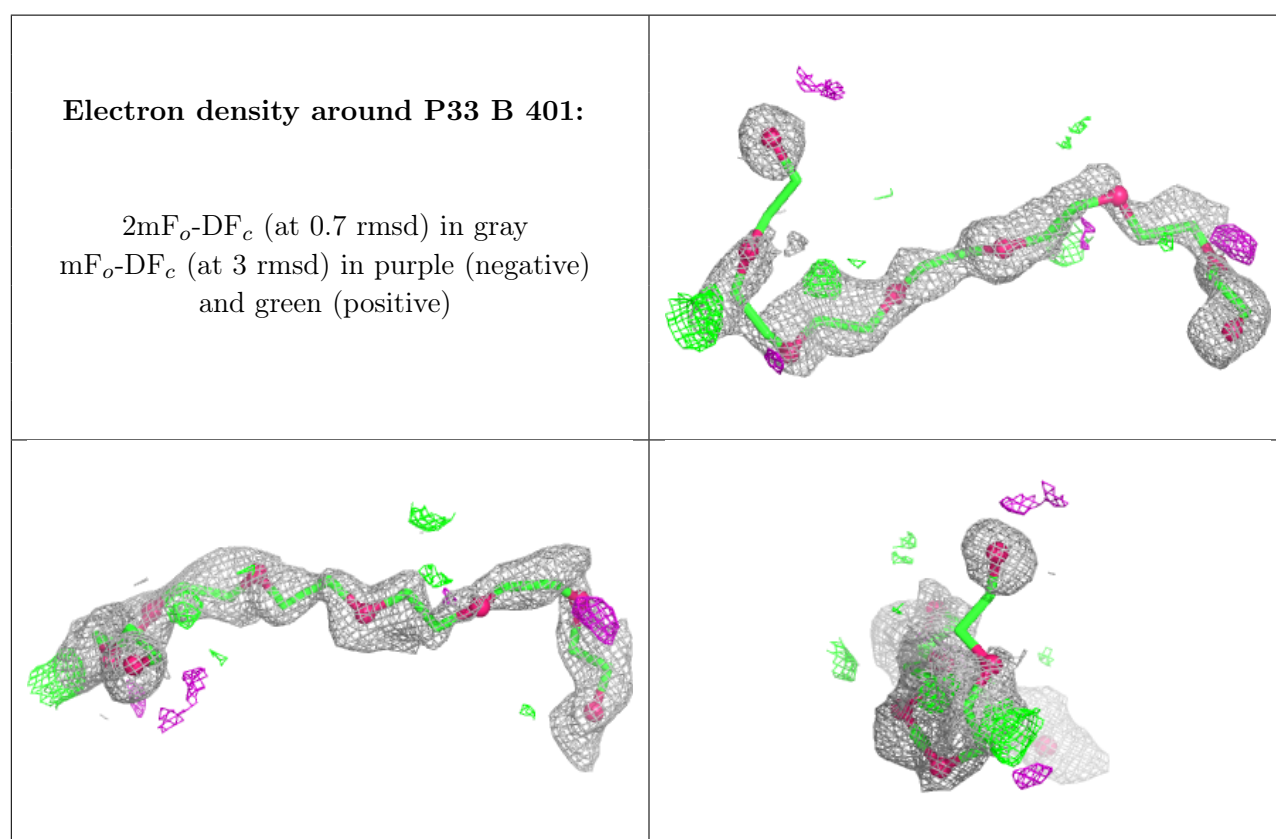 Electron density around P33 B 401:
2mFₒ-DF𝒸 (at 0.7 rmsd) in gray
mFₒ-DF𝒸 (at 3 rmsd) in purple (negative)
and green (positive)